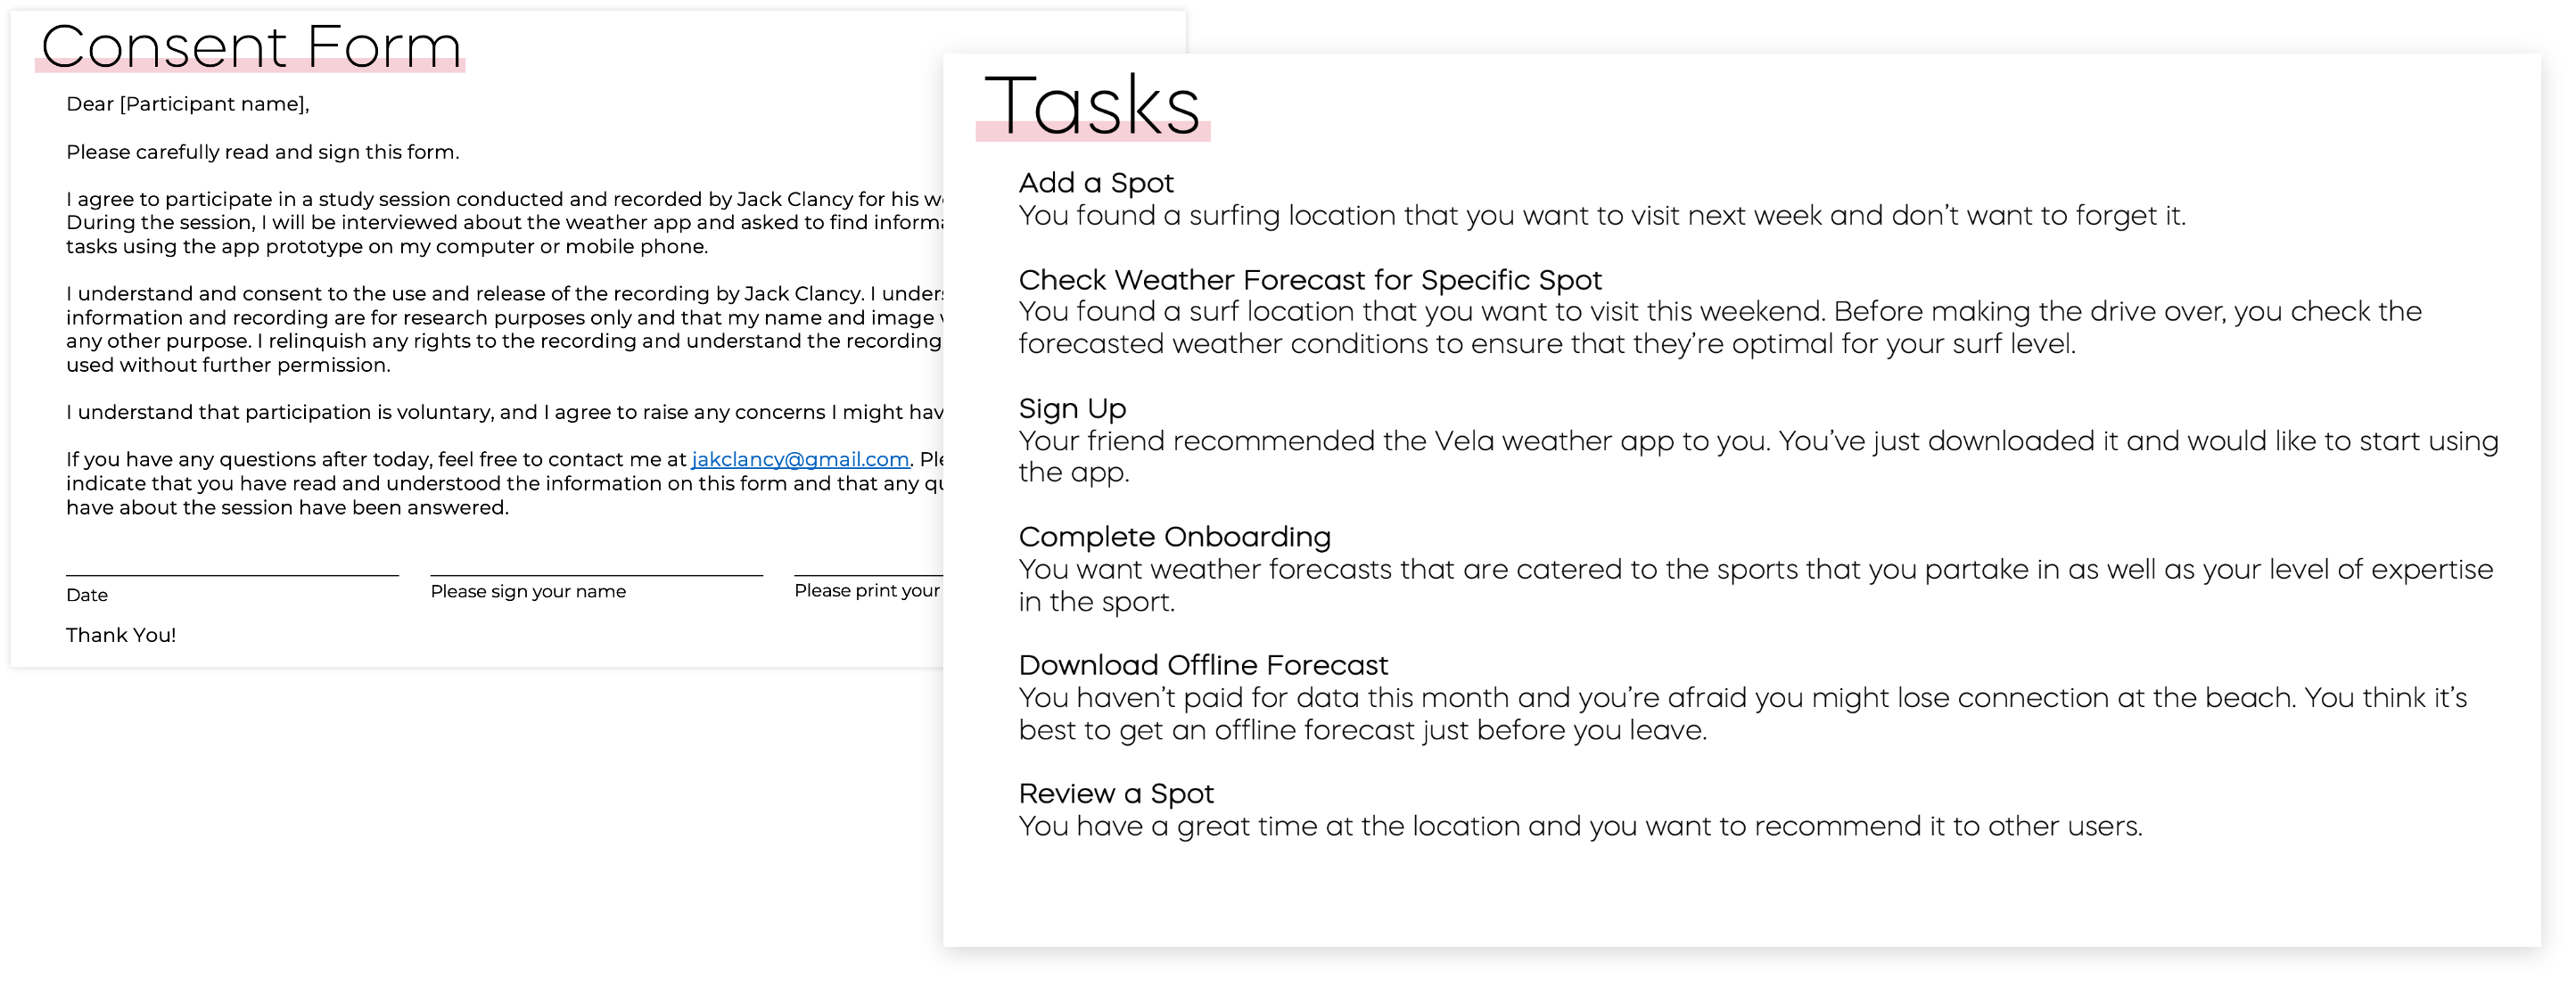 Consent Form
Dear [Participant name],
Please carefully read and sign this form.
I agree to participate in a study session conducted and recorded by Jack Clancy for his
During the session, I will be interviewed about the weather app and asked to find
tasks using the app prototype on my computer or mobile phone.
I understand and consent to the use and release of the recording by Jack Clancy. I
information and recording are for research purposes only and that my name and image
any other purpose. I relinquish any rights to the recording and understand the recording
used without further permission.
I understand that participation is voluntary, and I agree to raise any concerns I might
If you have any questions after today, feel free to contact me at jakclancy@gmail.com.
indicate that you have read and understood the information on this form and that any
have about the session have been answered.
Date
Please sign your name
Please print your
Thank You!
Tasks
Add a Spot
You found a surfing location that you want to visit next week and don’t want to forget it.
Check Weather Forecast for Specific Spot
You found a surf location that you want to visit this weekend. Before making the drive over, you check the
forecasted weather conditions to ensure that they’re optimal for your surf level.
Sign Up
Your friend recommended the Vela weather app to you. You’ve just downloaded it and would like to start using
the app.
Complete Onboarding
You want weather forecasts that are catered to the sports that you partake in as well as your level of expertise
in the sport.
Download Offline Forecast
You haven’t paid for data this month and you’re afraid you might lose connection at the beach. You think it’s
best to get an offline forecast just before you leave.
Review a Spot
You have a great time at the location and you want to recommend it to other users.